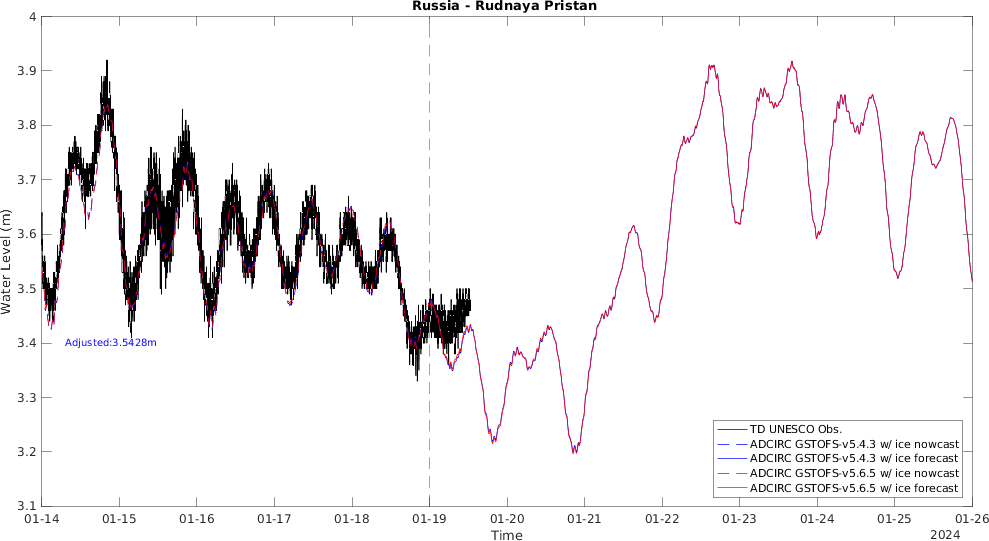 Russia - Rudnaya Pristan
4
3.9
3.8
3.7
3.6
3.5
3.4
3.3
3.2
3.1
Water Level (m)
Adjusted:3.5428m
TD UNESCO Obs.
ADCIRC GSTOFS-v5.4.3 w/ ice nowcast
ADCIRC GSTOFS-v5.4.3 w/ ice forecast
ADCIRC GSTOFS-v5.6.5 w/ ice nowcast
ADCIRC GSTOFS-v5.6.5 w/ ice forecast
01-14 01-15 01-16 01-17 01-18 01-19 01-20 01-21 01-22 01-23 01-24 01-25 01-26
Time
2024